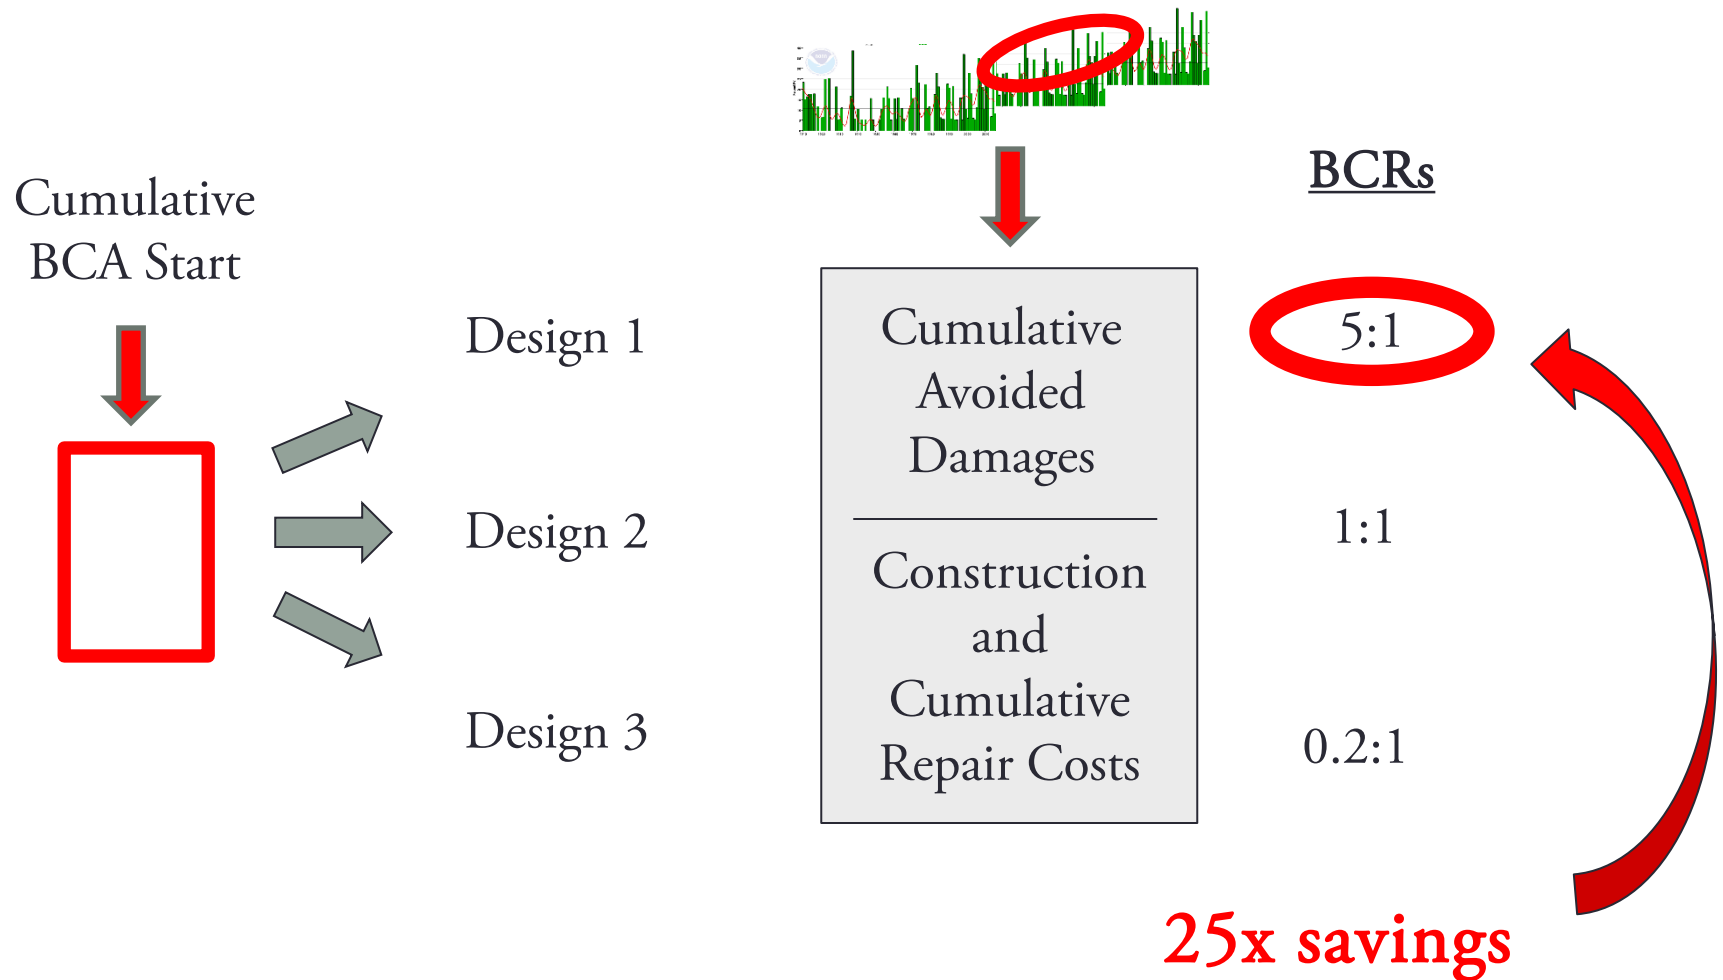 Cumulative
BCA Start
Design 1
Design 2
Design 3
Cumulative
Avoided
Damages
Construction
and
Cumulative
Repair Costs
BCRs
5:1
1:1
0.2:1
25x savings